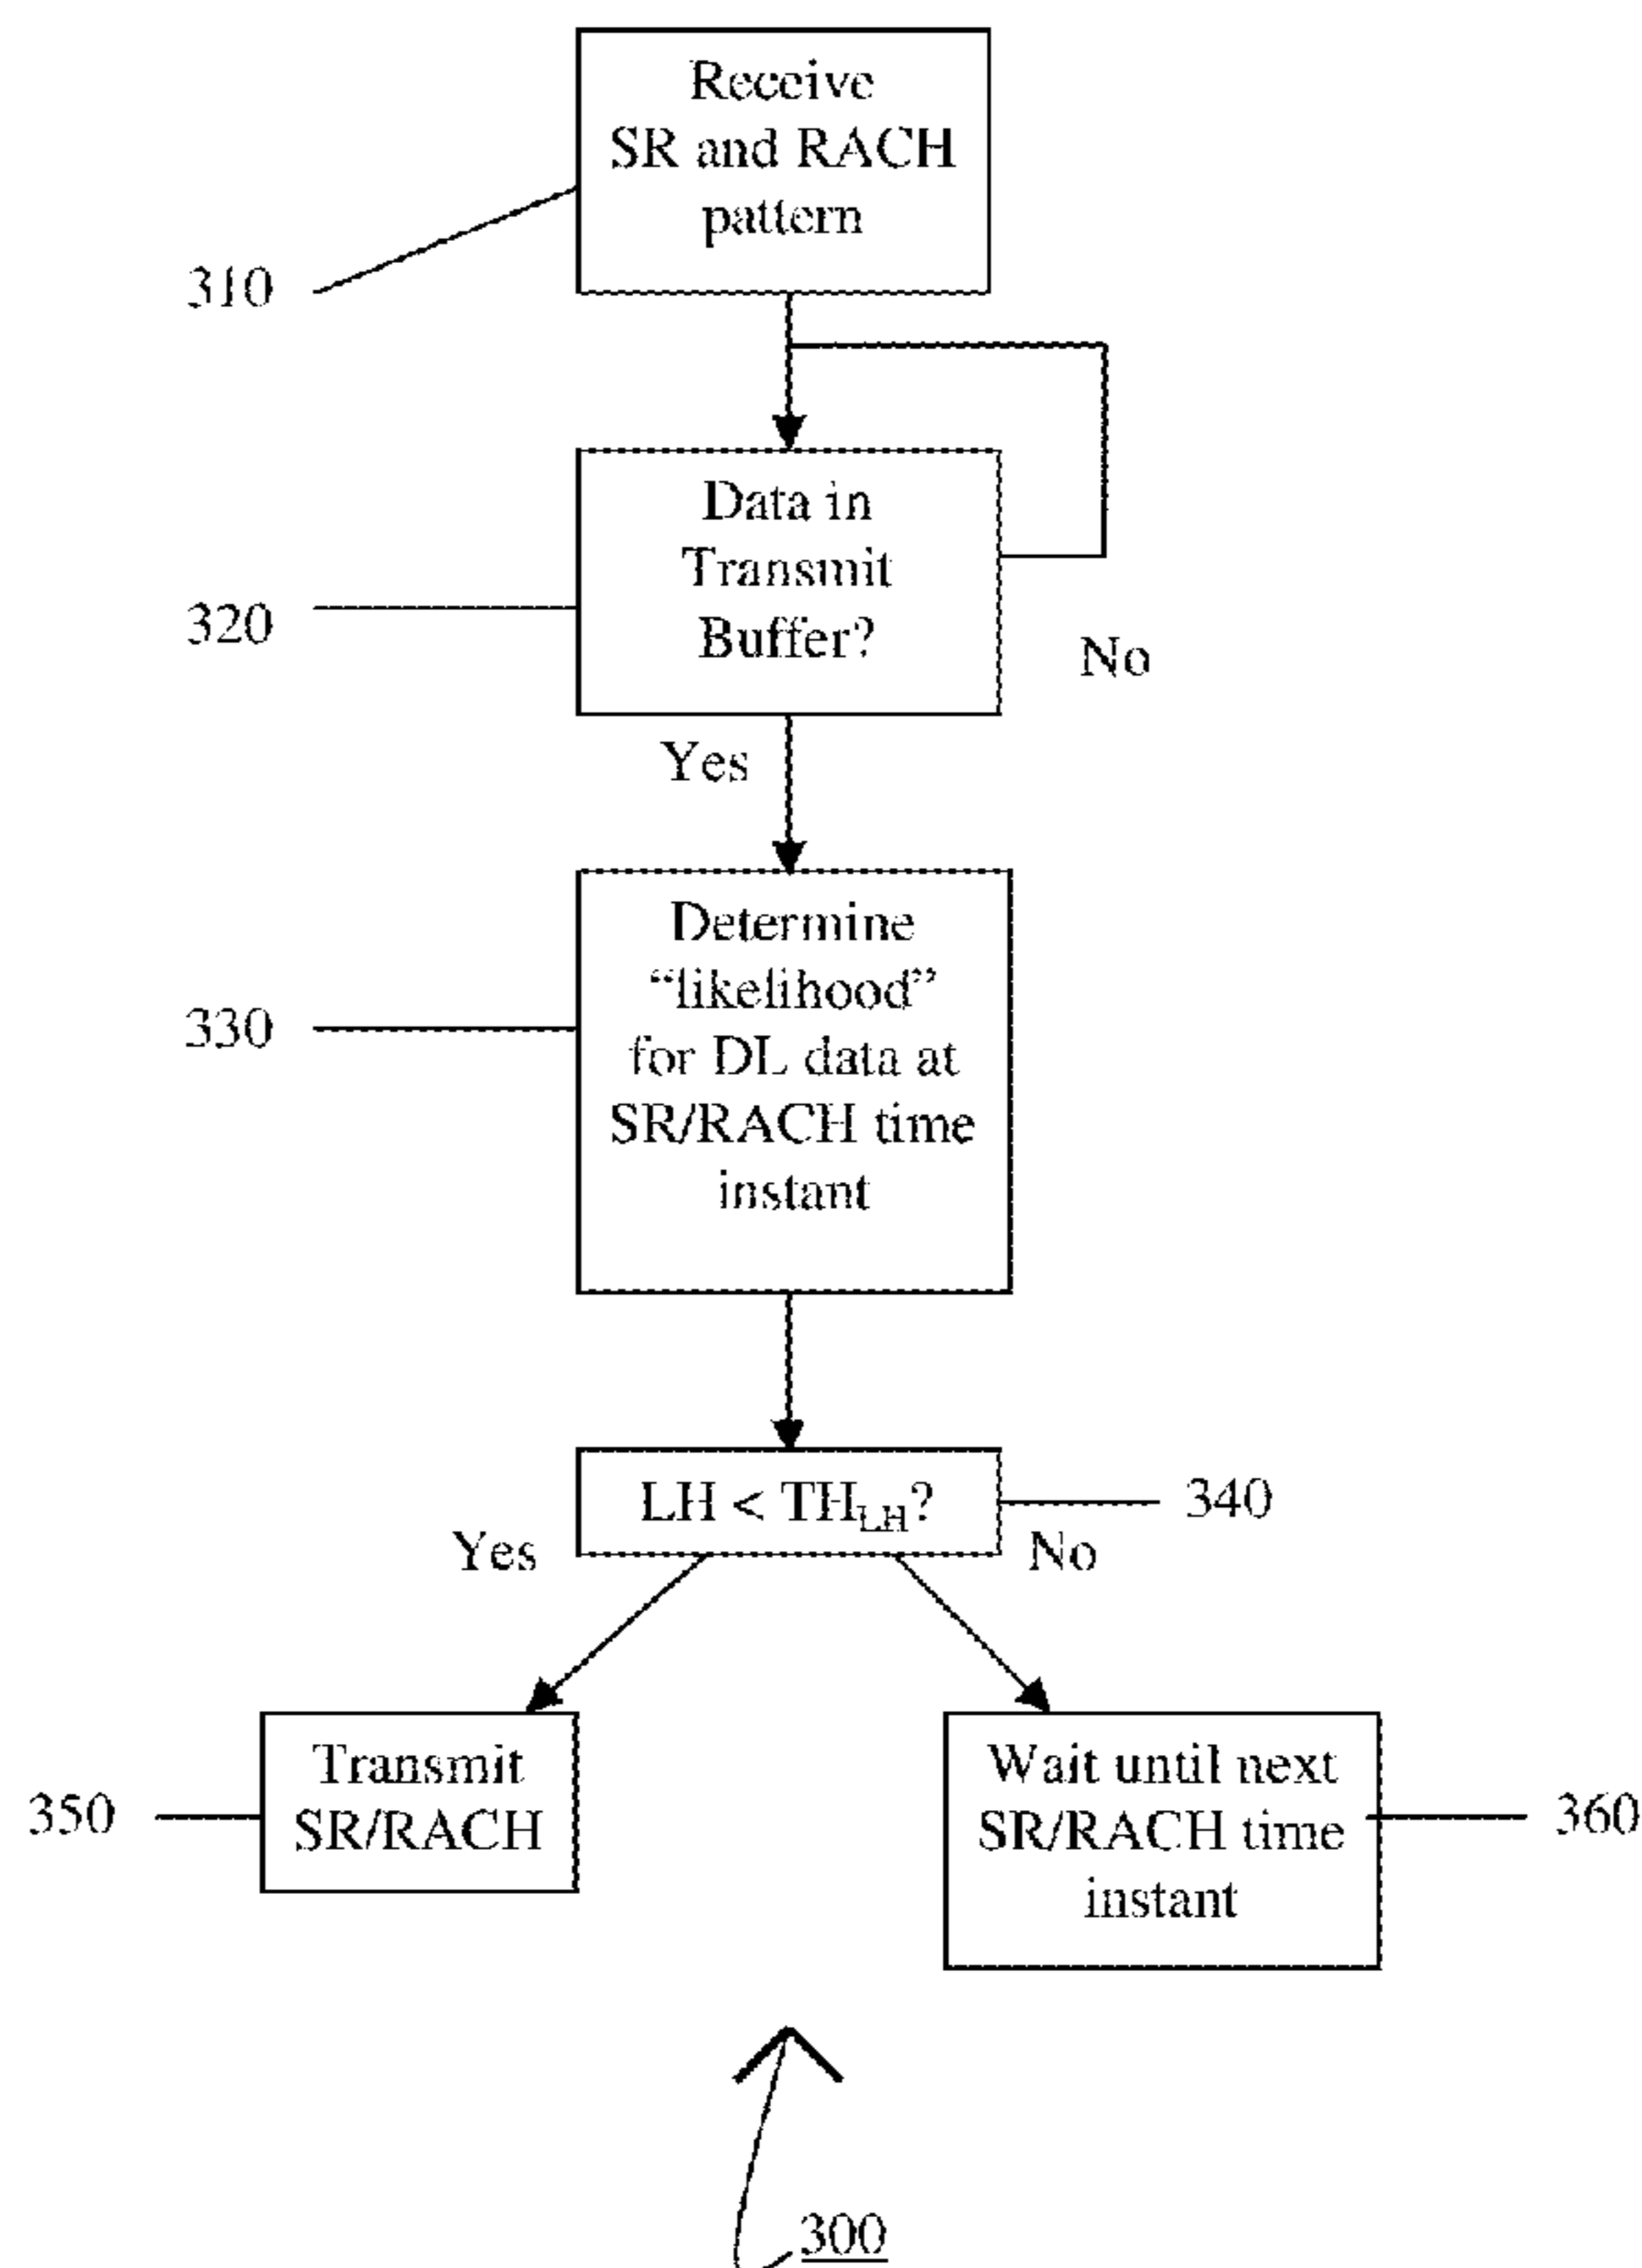 Receive
SR and RACH
pattern
310
Data in
Transmit
Buffer?
320
No
Yes
Determine
“likelihood”
for DL data at
SR/RACH time
instant
330
LH < TH_LH?
340
Yes
No
Transmit
SR/RACH
350
Wait until next
SR/RACH time
instant
360
300